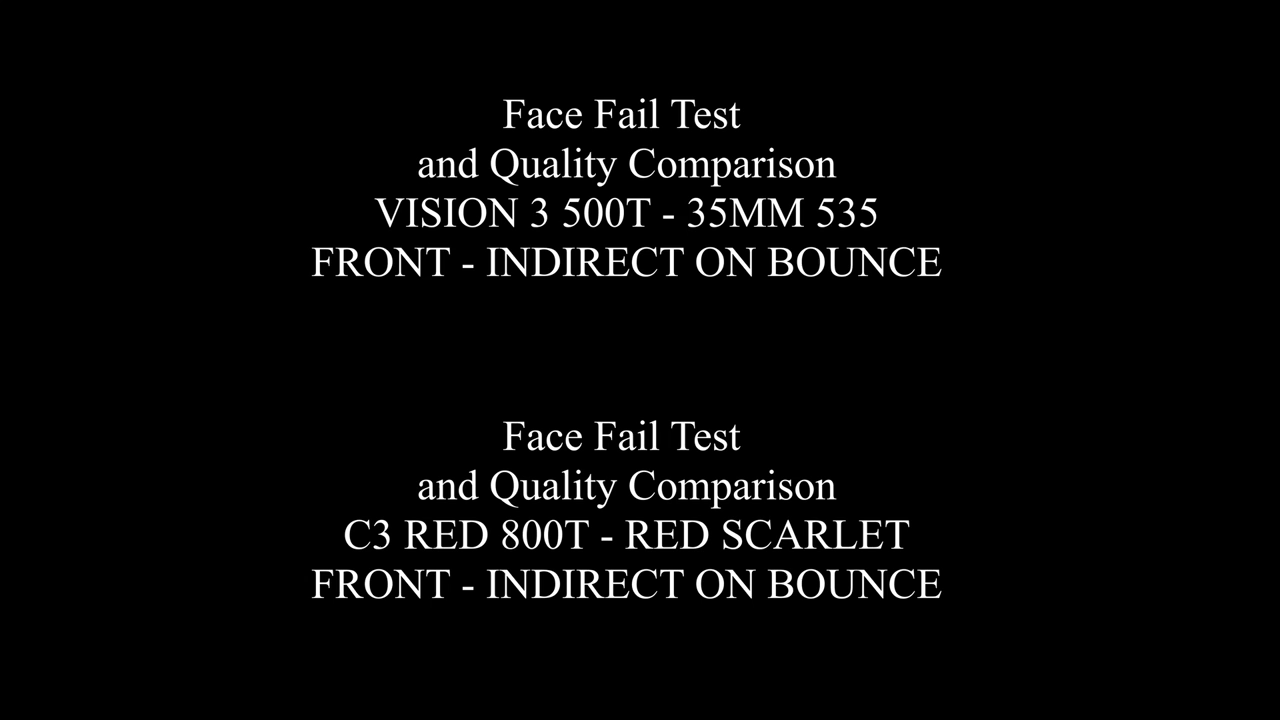 Face Fail Test
and Quality Comparison
VISION 3 500T - 35MM 535
FRONT - INDIRECT ON BOUNCE
Face Fail Test
and Quality Comparison
C3 RED 800T - RED SCARLET
FRONT - INDIRECT ON BOUNCE